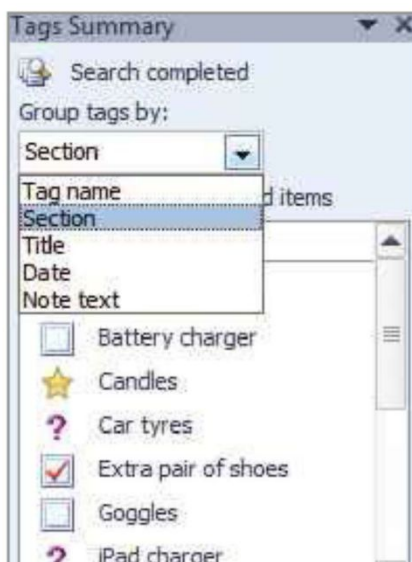 Tags Summary
Search completed
Group tags by:
Section
Tag name
Section
Title
Date
Note text
items
Battery charger
Candles
Car tyres
Extra pair of shoes
Goggles
iPad charger